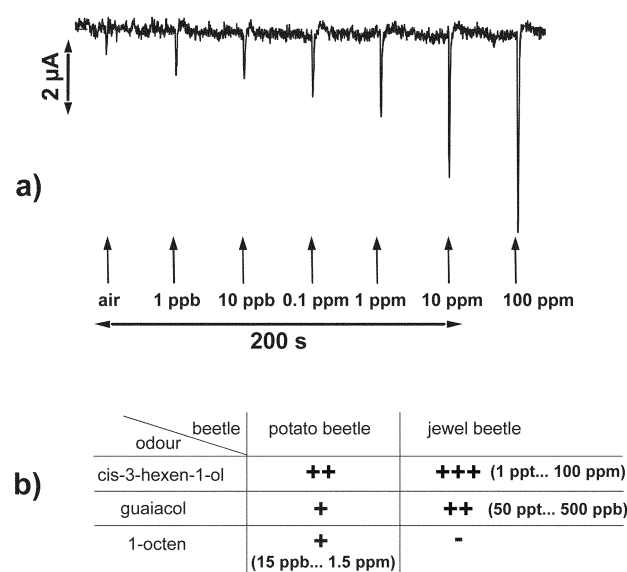 2 µA
a)
air 1 ppb 10 ppb 0.1 ppm 1 ppm 10 ppm 100 ppm
200 s
b)
beetle
odour
potato beetle
jewel beetle
cis-3-hexen-1-ol ++ +++ (1 ppt... 100 ppm)
guaiacol + ++ (50 ppt... 500 ppb)
1-octen + -
(15 ppb... 1.5 ppm)